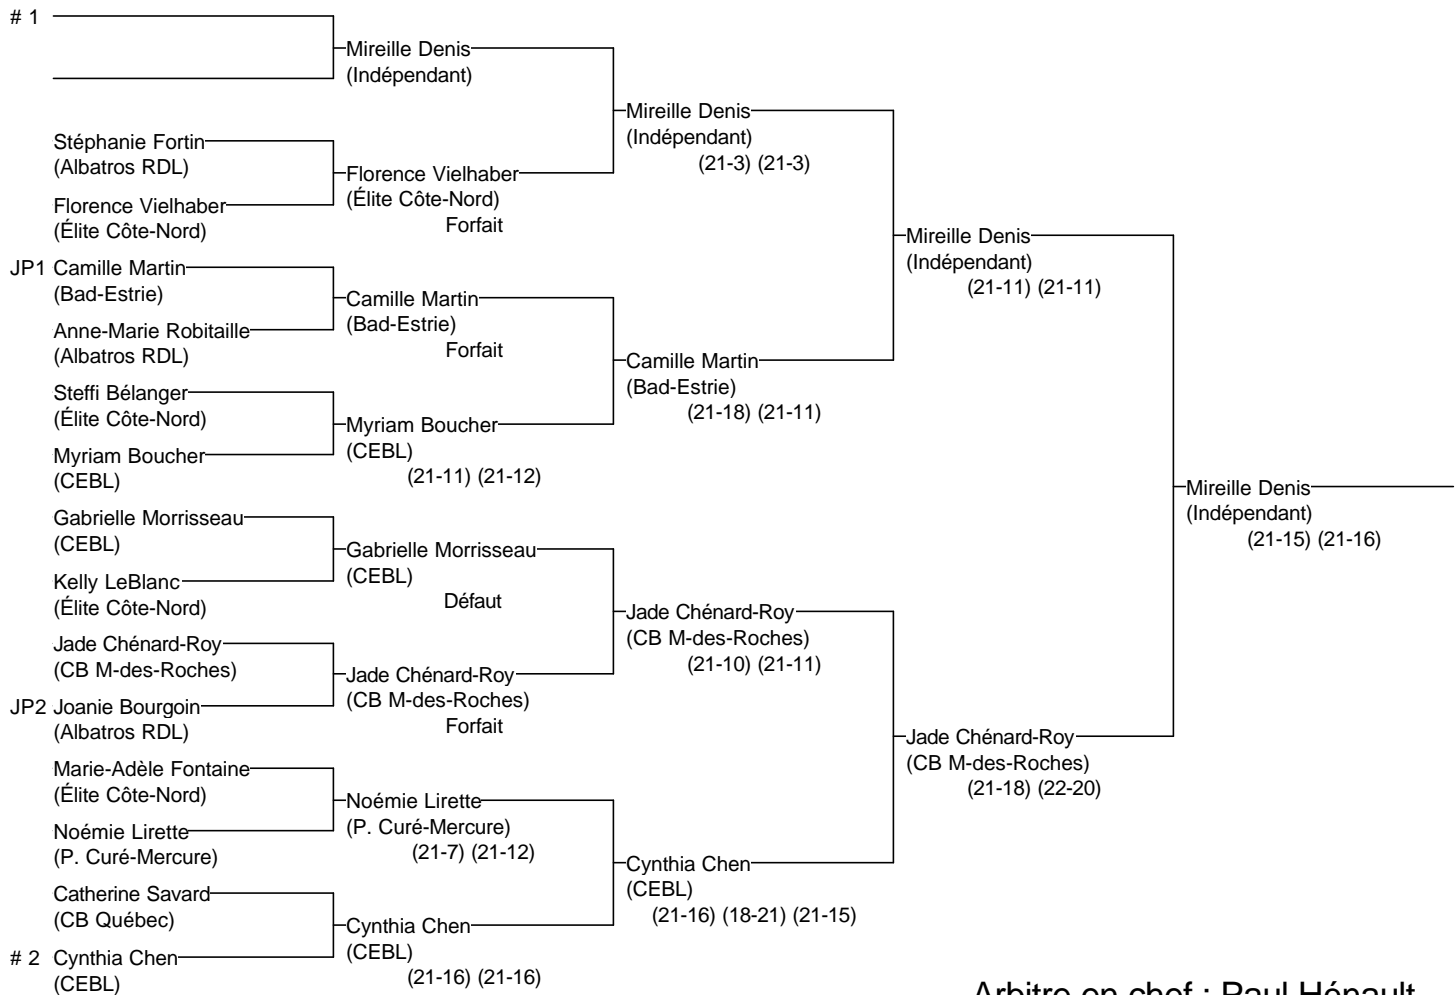 # 1
Mireille Denis
(Indépendant)
Mireille Denis
(Indépendant)
(21-3) (21-3)
Stéphanie Fortin
(Albatros RDL)
Florence Vielhaber
(Élite Côte-Nord)
Forfait
Florence Vielhaber
(Élite Côte-Nord)
Mireille Denis
(Indépendant)
(21-11) (21-11)
JP1 Camille Martin
(Bad-Estrie)
Camille Martin
(Bad-Estrie)
Forfait
Anne-Marie Robitaille
(Albatros RDL)
Camille Martin
(Bad-Estrie)
(21-18) (21-11)
Steffi Bélanger
(Élite Côte-Nord)
Myriam Boucher
(CEBL)
(21-11) (21-12)
Myriam Boucher
(CEBL)
Mireille Denis
(Indépendant)
(21-15) (21-16)
Gabrielle Morrisseau
(CEBL)
Gabrielle Morrisseau
(CEBL)
Défaut
Kelly LeBlanc
(Élite Côte-Nord)
Jade Chénard-Roy
(CB M-des-Roches)
(21-10) (21-11)
Jade Chénard-Roy
(CB M-des-Roches)
Jade Chénard-Roy
(CB M-des-Roches)
Forfait
JP2 Joanie Bourgoin
(Albatros RDL)
Jade Chénard-Roy
(CB M-des-Roches)
(21-18) (22-20)
Marie-Adèle Fontaine
(Élite Côte-Nord)
Noémie Lirette
(P. Curé-Mercure)
(21-7) (21-12)
Noémie Lirette
(P. Curé-Mercure)
Cynthia Chen
(CEBL)
(21-16) (18-21) (21-15)
Catherine Savard
(CB Québec)
Cynthia Chen
(CEBL)
(21-16) (21-16)
# 2 Cynthia Chen
(CEBL)
Arbitre en chef : Paul Hénault